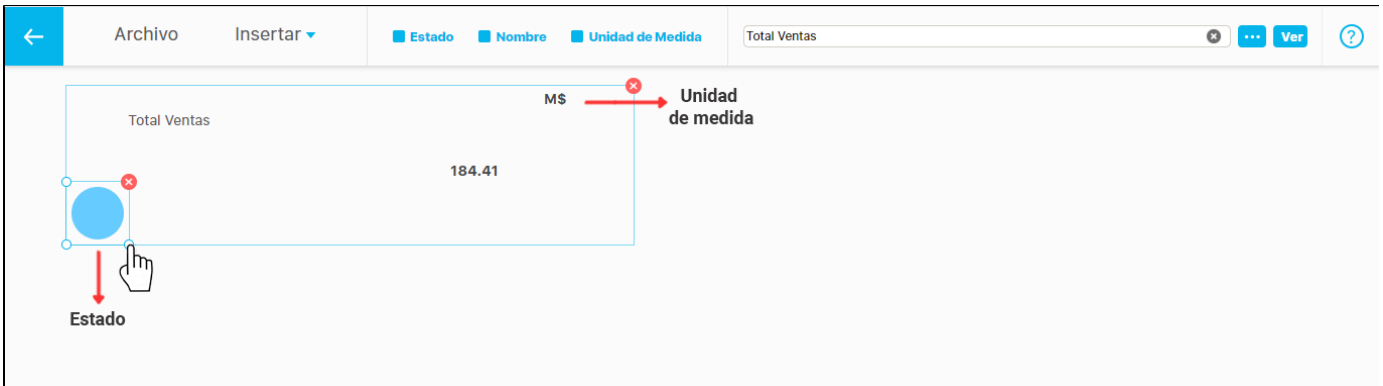 Archivo Insertar Estado Nombre Unidad de Medida Total Ventas ... Ver ?
M$ Unidad
de medida
Total Ventas
184.41
Estado